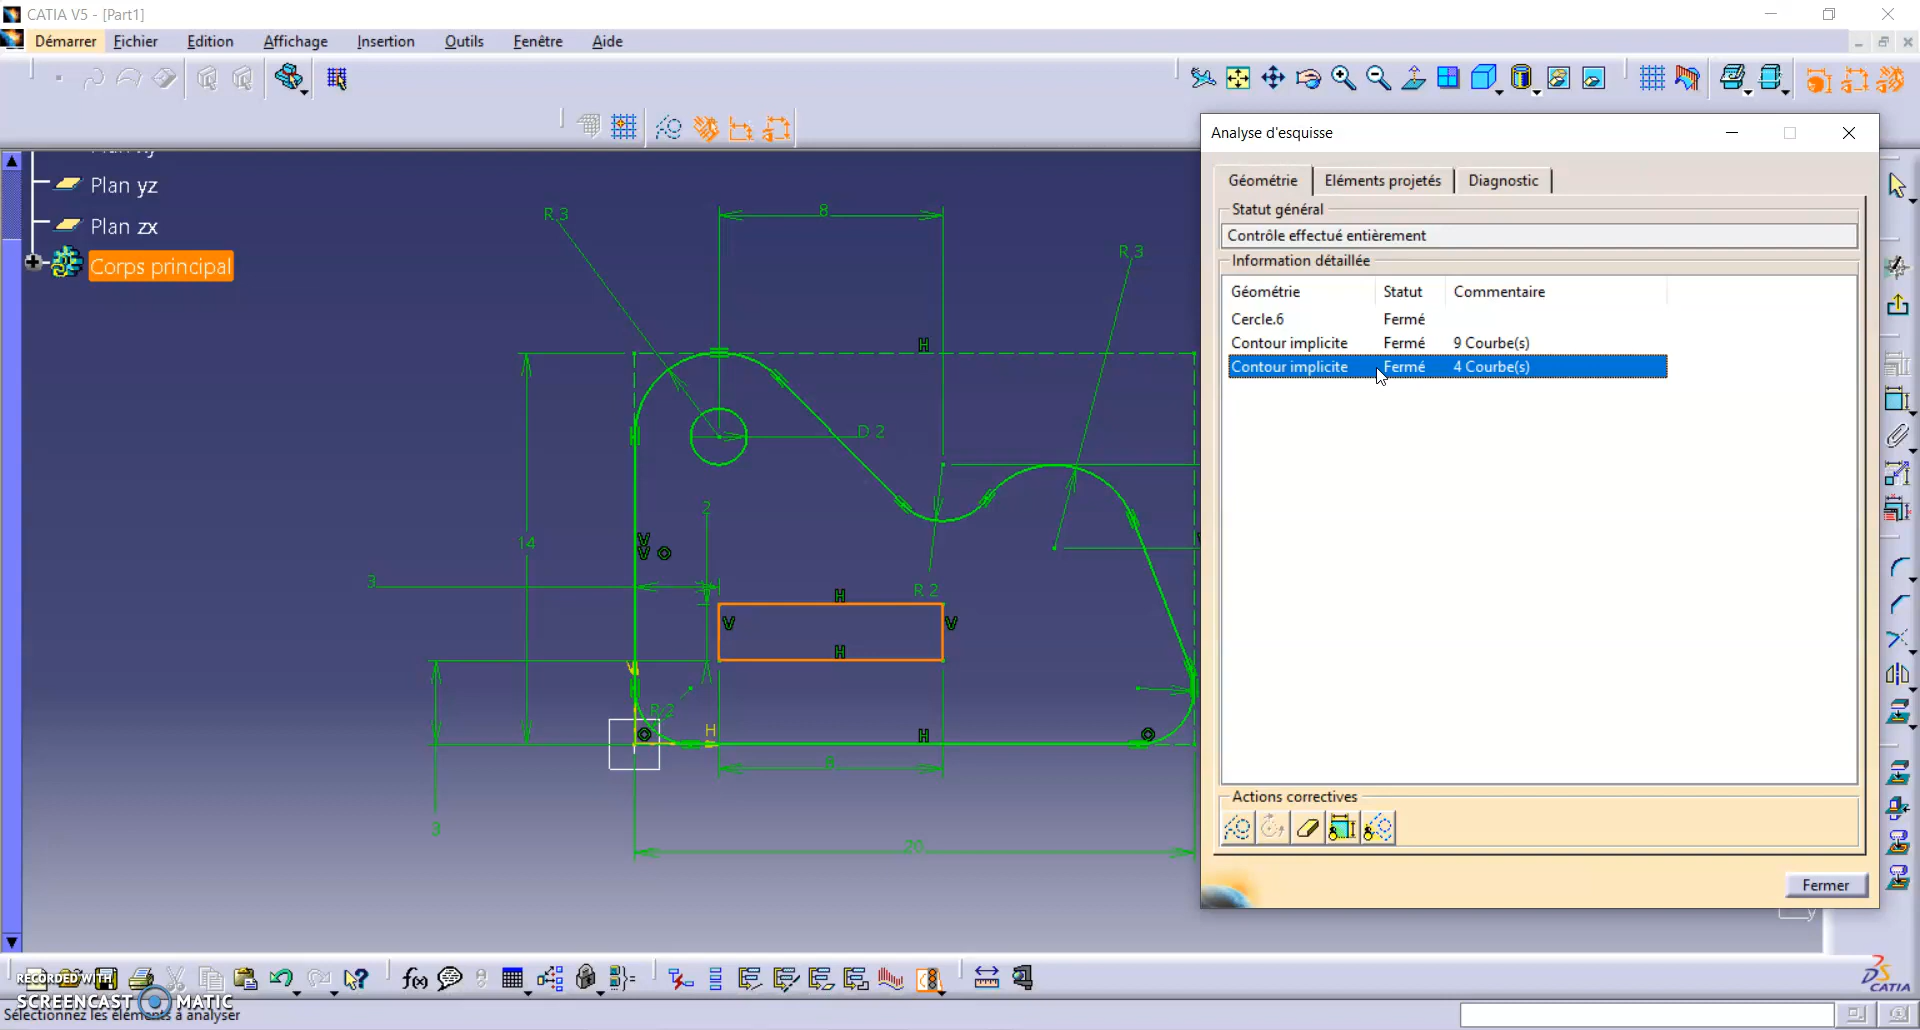 CATIA V5 - [Part1]
Démarrer Fichier Edition Affichage Insertion Outils Fenêtre Aide
Analyse d'esquisse
Plan yz
Plan zx
Corps principal
Géométrie Eléments projetés Diagnostic
Statut général
Contrôle effectué entièrement
Information détaillée
Géométrie Statut Commentaire
Cercle.6 Fermé
Contour implicite Fermé 9 Courbe(s)
Contour implicite Fermé 4 Courbe(s)
R 3
8
R 3
H
D 2
2
14
V
V
3
R 2
H
V
V
H
R 2
H
V
H
8
3
20
Actions correctives
Fermer
y
f(x)
RECORDED WITH
SCREENCAST MATIC
Sélectionnez les éléments à analyser
CATIA